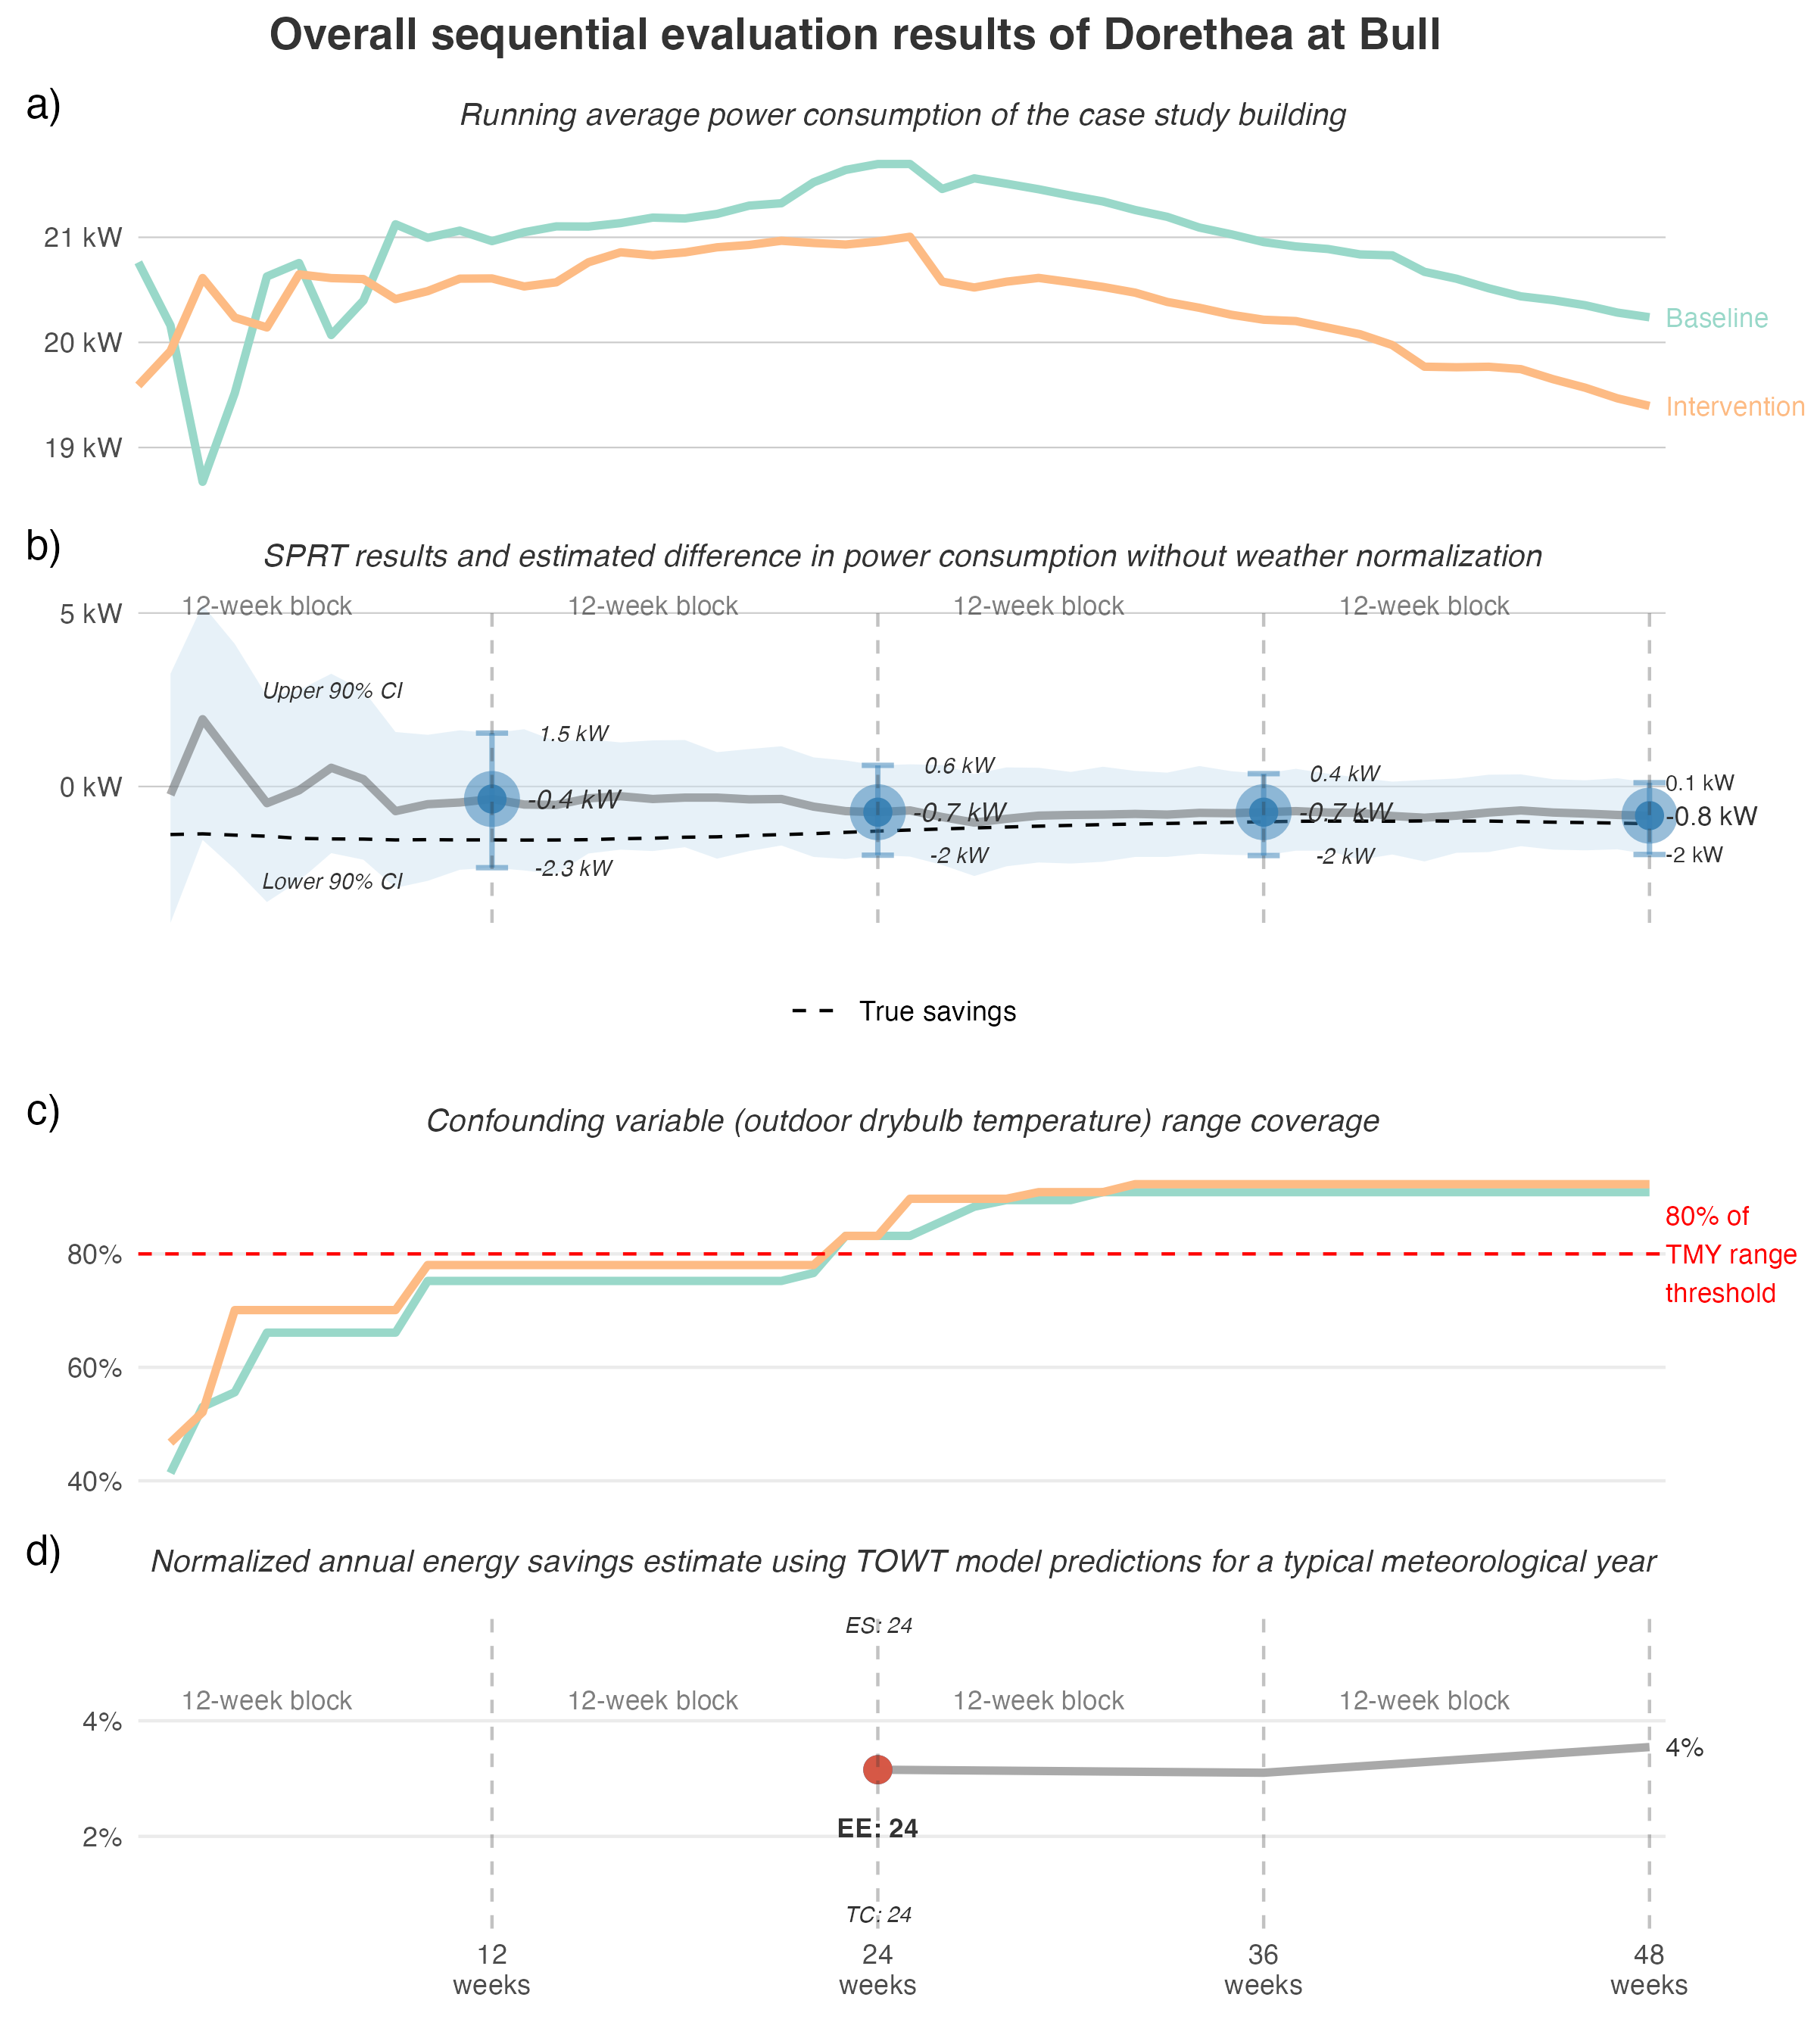 Overall sequential evaluation results of Dorethea at Bull
a)
Running average power consumption of the case study building
21 kW
20 kW
19 kW
Baseline
Intervention
b)
SPRT results and estimated difference in power consumption without weather normalization
12-week block
12-week block
12-week block
12-week block
5 kW
0 kW
Upper 90% CI
Lower 90% CI
1.5 kW
-0.4 kW
-2.3 kW
0.6 kW
-0.7 kW
-2 kW
0.4 kW
-0.7 kW
-2 kW
0.1 kW
-0.8 kW
-2 kW
True savings
c)
Confounding variable (outdoor drybulb temperature) range coverage
80%
60%
40%
80% of
TMY range
threshold
d)
Normalized annual energy savings estimate using TOWT model predictions for a typical meteorological year
ES: 24
12-week block
12-week block
12-week block
12-week block
4%
2%
4%
EE: 24
TC: 24
12
weeks
24
weeks
36
weeks
48
weeks